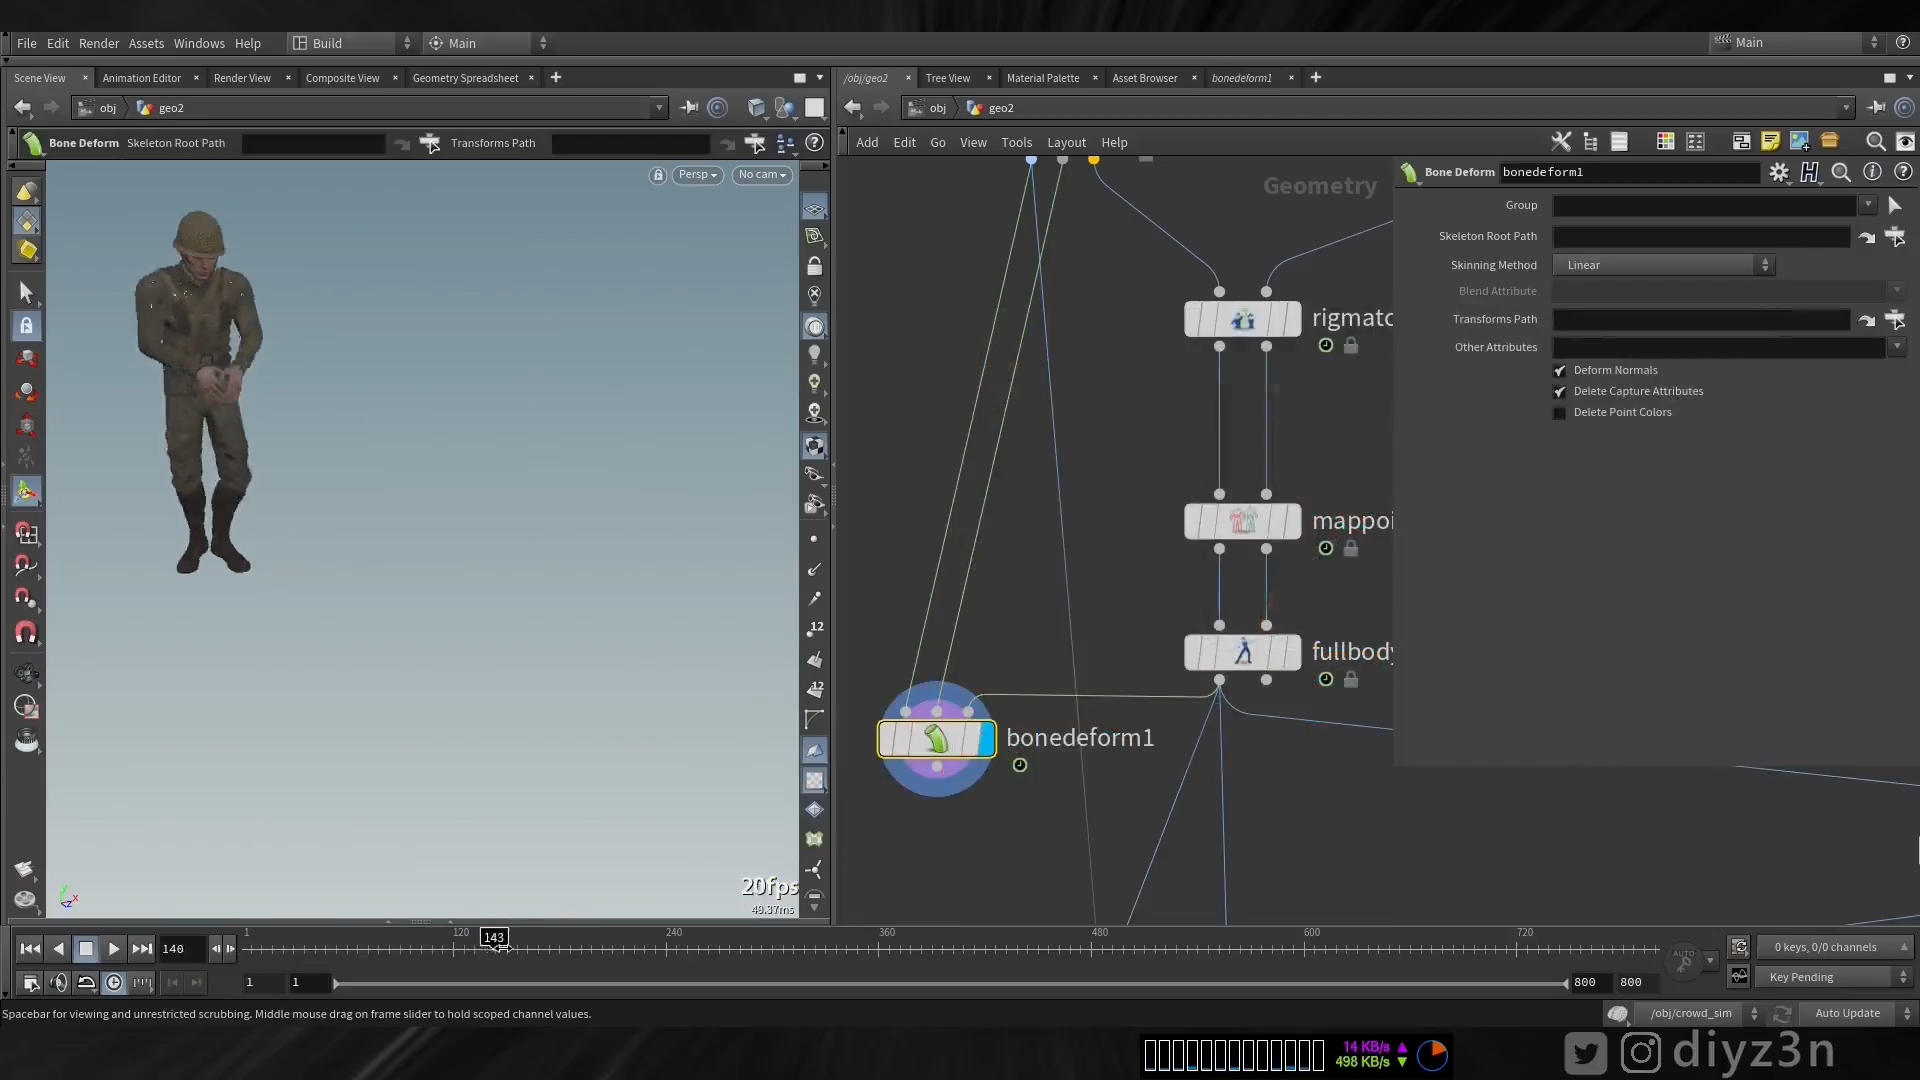 File Edit Render Assets Windows Help Build Main Main
Scene View Animation Editor Render View Composite View Geometry Spreadsheet /obj/geo2 Tree View Material Palette Asset Browser bonedeform1
obj geo2 obj geo2
Bone Deform Skeleton Root Path Transforms Path
Add Edit Go View Tools Layout Help
Persp No cam
Geometry
Bone Deform bonedeform1
Group
Skeleton Root Path
Skinning Method Linear
Blend Attribute
Transforms Path
Other Attributes
Deform Normals
Delete Capture Attributes
Delete Point Colors
rigmatc
mappoi
fullbody
bonedeform1
12
12
20fps
49.37ms
140 1 120 143 240 360 480 600 720
AUTO
0 keys, 0/0 channels
1 1 800 800
Key Pending
Spacebar for viewing and unrestricted scrubbing. Middle mouse drag on frame slider to hold scoped channel values.
/obj/crowd_sim Auto Update
14 KB/s
498 KB/s
diyz3n